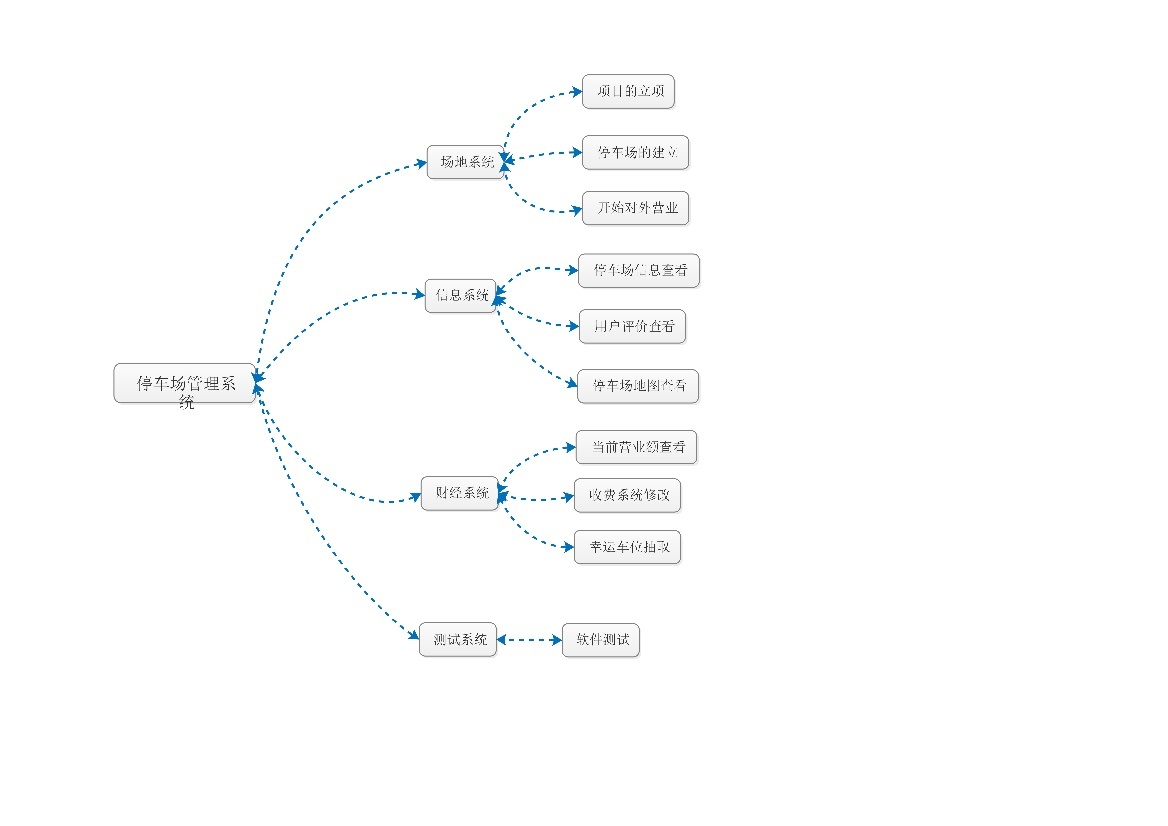 停车场管理系
统
场地系统
项目的立项
停车场的建立
开始对外营业
信息系统
停车场信息查看
用户评价查看
停车场地图查看
财经系统
当前营业额查看
收费系统修改
幸运车位抽取
测试系统
软件测试